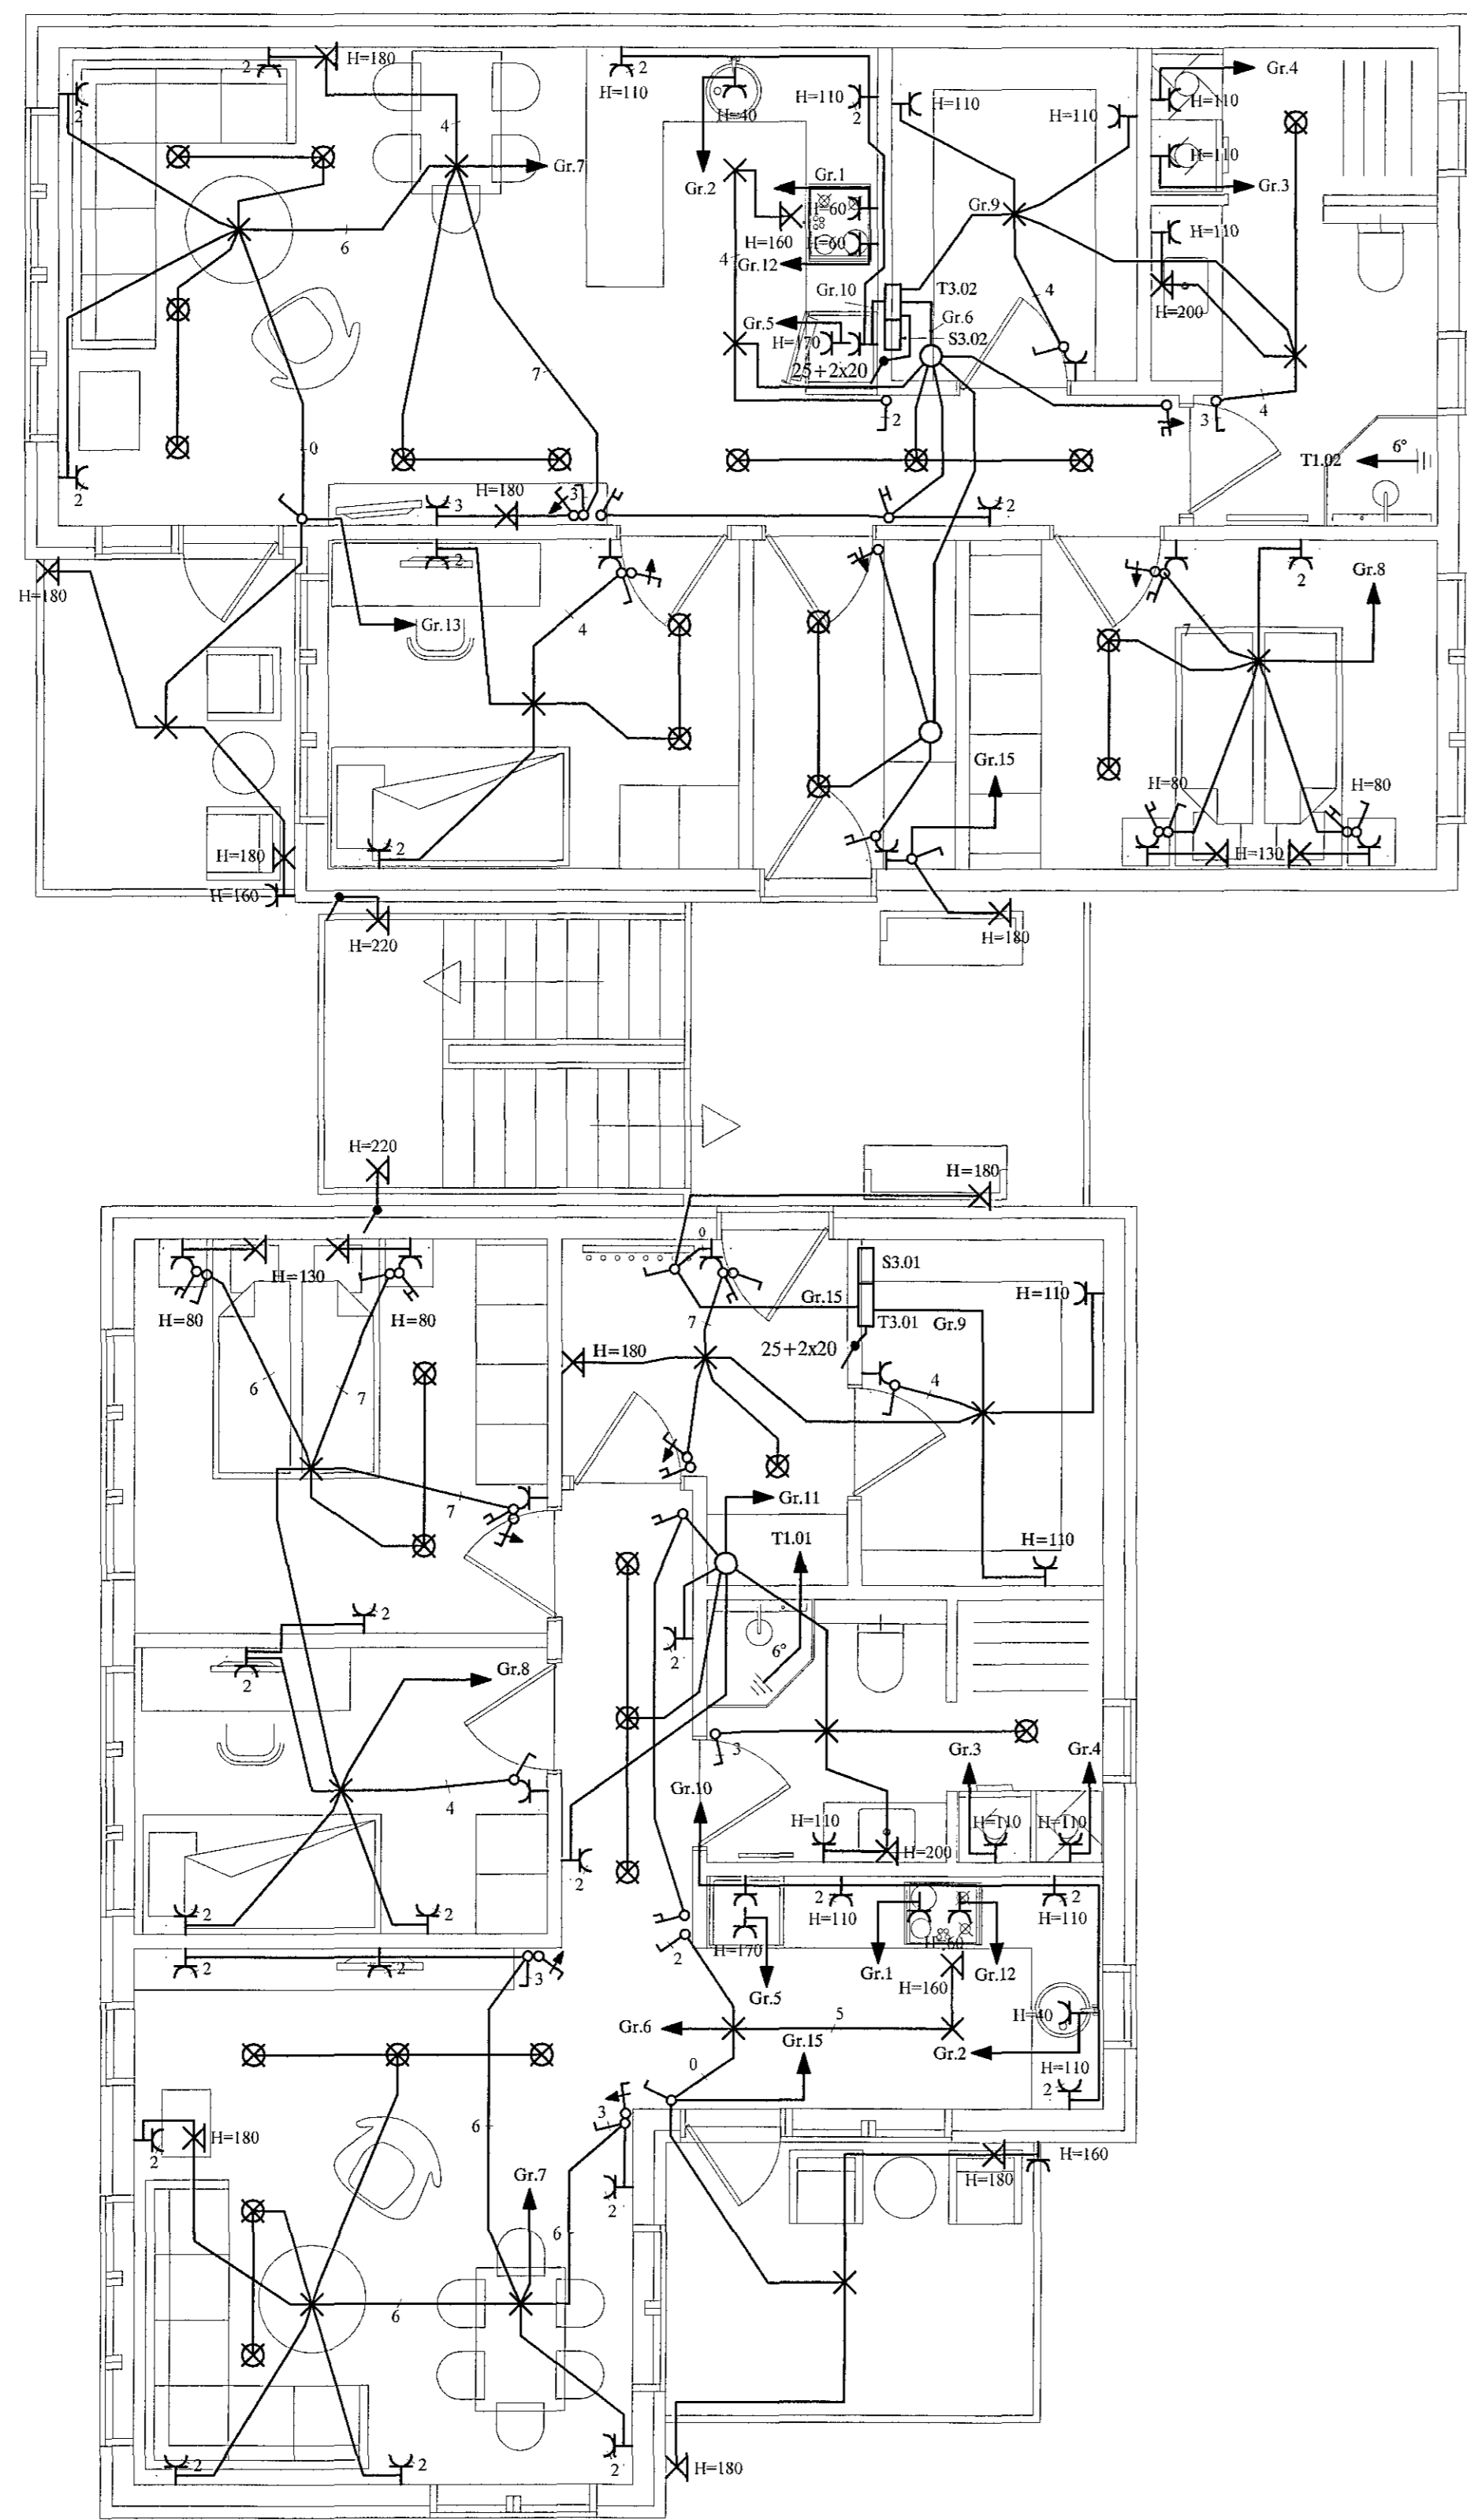 2
H=180
2
H=110
Gr.4
2
H=110
2
H=110
H=110
H=110
H=40
4
Gr.7
Gr.2
Gr.1
H=110
Gr.3
6
H=160
H=60
H=60
4
Gr.12
Gr.9
H=110
Gr.10
T3.02
4
H=200
Gr.5
Gr.6
H=170
S3.02
25+2x20
7
2
3
4
0
T1.02
6°
2
H=180
3
3
2
H=180
2
2
Gr.8
Gr.13
4
7
Gr.15
H=80
H=80
2
H=180
H=130
H=160
H=220
H=180
H=220
H=180
0
S3.01
H=130
H=110
Gr.15
H=80
H=80
7
T3.01
Gr.9
25+2x20
H=180
6
7
4
7
Gr.11
T1.01
H=110
2
2
6°
2
Gr.8
3
Gr.3
Gr.4
Gr.10
4
H=110
H=110
H=110
H=200
2
2
2
2
H=110
2
H=110
2
H=170
H=60
2
2
3
Gr.1
Gr.12
Gr.5
H=160
H=40
Gr.6
5
Gr.15
Gr.2
0
H=110
2
3
6
H=180
2
H=180
H=160
Gr.7
2
6
6
2
2
2
H=180